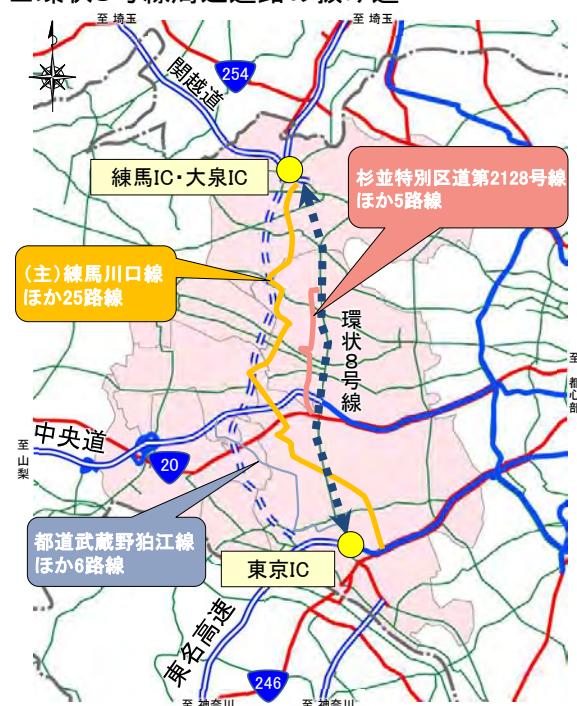 至 埼玉
至 埼玉
関越道
254
練馬IC・大泉IC
杉並特別区道第2128号線
ほか5路線
(主)練馬川口線
ほか25路線
環状8号線
至 都心部
中央道
至 山梨
20
都道武蔵野狛江線
ほか6路線
東京IC
東名高速
246
至 神奈川
至 神奈川